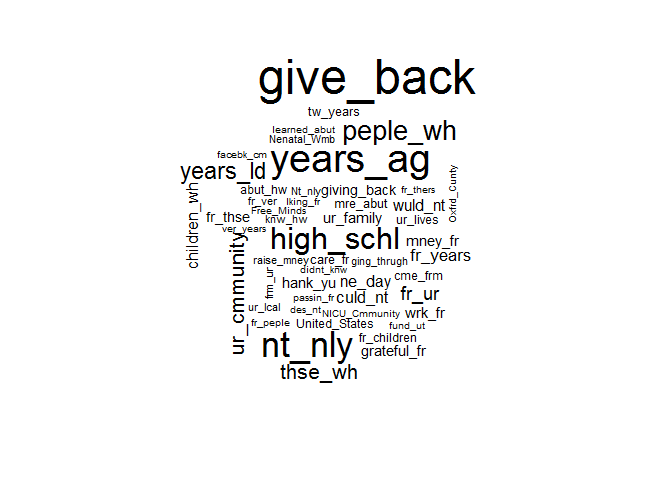 give_back
tw_years
learned_abut
Nenatal_Wmb
peple_wh
facebk_cm
years_ag
years_ld
Oxfrd_Cunty
children_wh
abut_hw
Nt_nly
giving_back
fr_thers
fr_ver
lking_fr
mre_abut
wuld_nt
Free_Minds
fr_thse
knw_hw
ur_family
ur_lives
ver_years
high_schl
mney_fr
ur_cmmunity
raise_mney
care_fr
ging_thrugh
fr_years
didnt_knw
frm_ur
hank_yu
ne_day
cme_frm
passin_fr
culd_nt
fr_ur
ur_lcal
des_nt
NICU_Cmmunity
wrk_fr
fr_peple
United_States
fund_ut
nt_nly
fr_children
grateful_fr
thse_wh